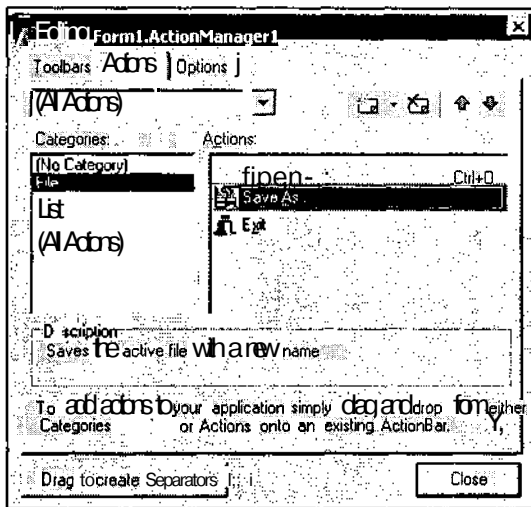 Editing Form1.ActionManager1
Toolbars Actions Options
(All Actions)
Categories: Actions:
(No Category)
File
List
(All Actions)
Ctrl+O
Save As
Exit
Description
Saves the active file with a new name
To add actions to your application simply drag and drop from either
Categories or Actions onto an existing ActionBar.
Drag to create Separators
Close